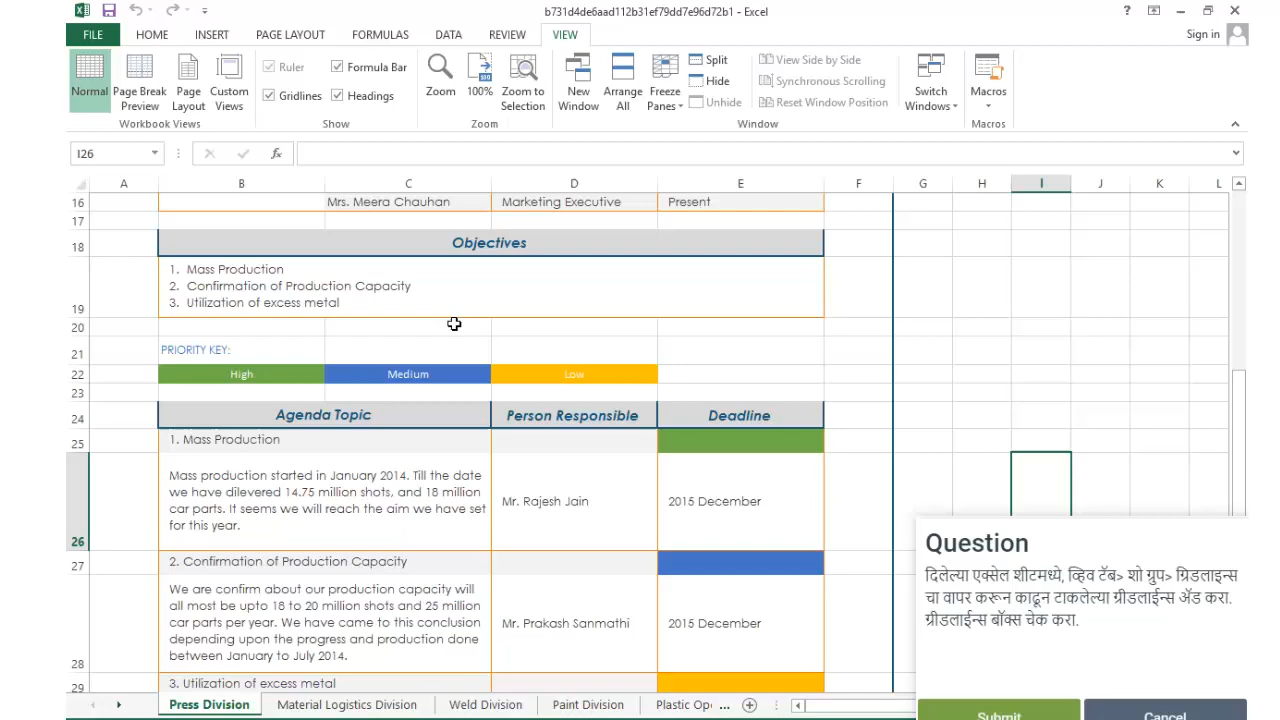 b731d4de6aad112b31ef79dd7e96d72b1 - Excel
FILE HOME INSERT PAGE LAYOUT FORMULAS DATA REVIEW VIEW Sign in
Normal Page Break Preview Page Layout Custom Views
Workbook Views
Ruler Formula Bar
Gridlines Headings
Show
Zoom 100% Zoom to Selection
Zoom
New Window Arrange All Freeze Panes
Split
Hide
Unhide
View Side by Side
Synchronous Scrolling
Reset Window Position
Window
Switch Windows
Macros
Macros
I26
A B C D E F G H I J K L
16 Mrs. Meera Chauhan Marketing Executive Present
17
18 Objectives
1. Mass Production
2. Confirmation of Production Capacity
3. Utilization of excess metal
19
20
21 PRIORITY KEY:
22 High Medium Low
23
24 Agenda Topic Person Responsible Deadline
25 1. Mass Production
Mass production started in January 2014. Till the date
we have dilevered 14.75 million shots, and 18 million
car parts. It seems we will reach the aim we have set
for this year.
Mr. Rajesh Jain 2015 December
26
27 2. Confirmation of Production Capacity
We are confirm about our production capacity will
all most be upto 18 to 20 million shots and 25 million
car parts per year. We have came to this conclusion
depending upon the progress and production done
between January to July 2014.
Mr. Prakash Sanmathi 2015 December
28
29 3. Utilization of excess metal
Press Division Material Logistics Division Weld Division Paint Division Plastic Op ...
Question
दिलेल्या एक्सेल शीटमध्ये, व्हिव टॅब> शो ग्रुप> ग्रिडलाइन्स
चा वापर करून काढून टाकलेल्या ग्रीडलाईन्स अ‍ॅड करा.
ग्रीडलाईन्स बॉक्स चेक करा.
Submit Cancel